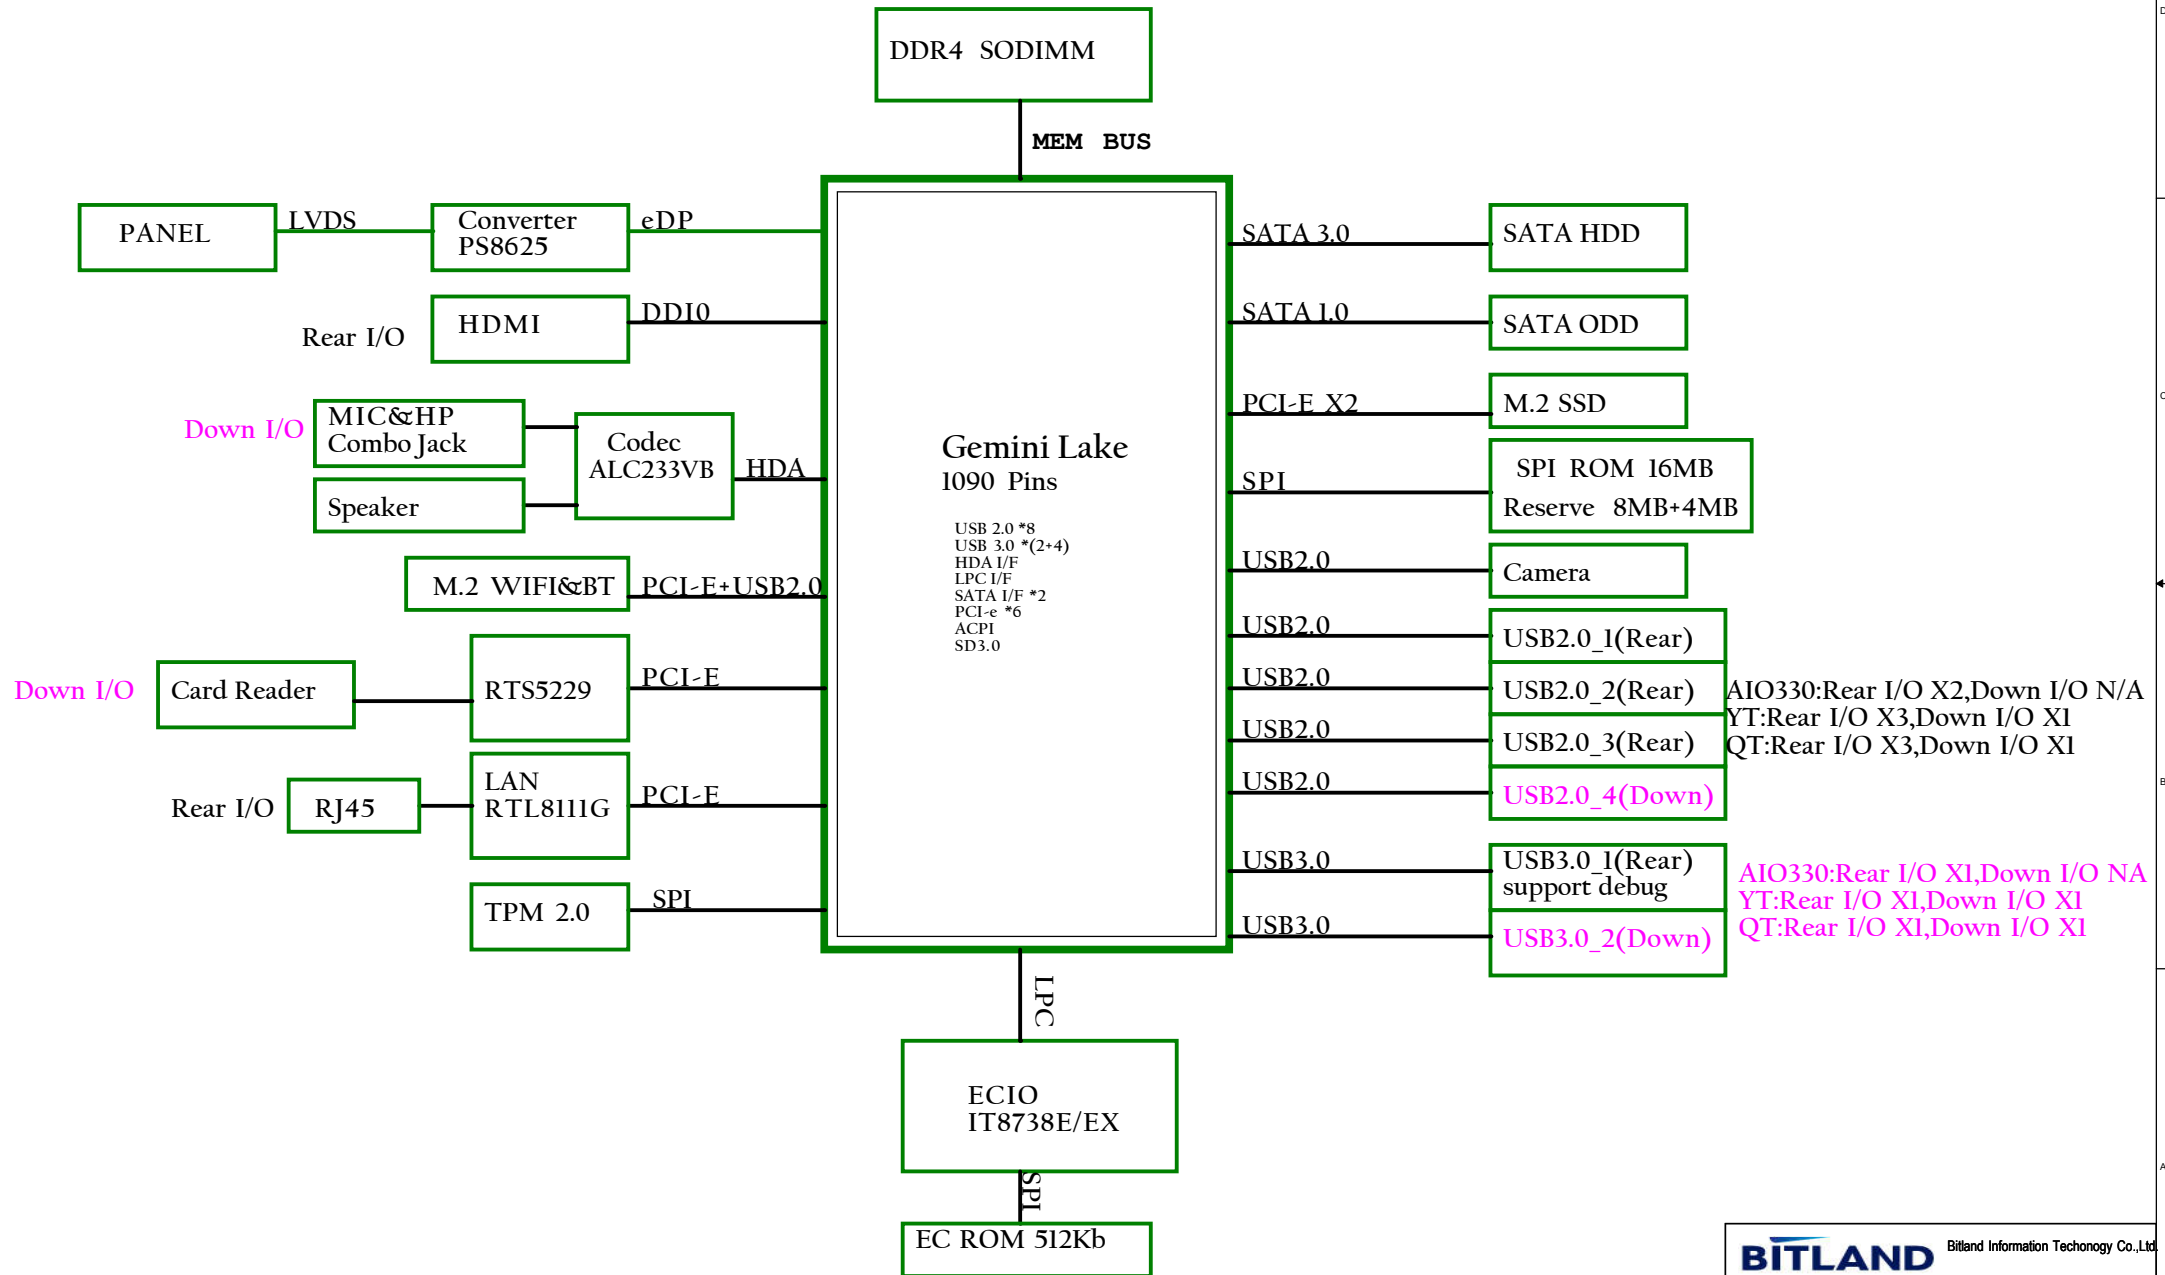 DDR4 SODIMM
MEM BUS
PANEL
LVDS
Converter
PS8625
eDP
Rear I/O
HDMI
DDI0
Down I/O
MIC&HP
Combo Jack
Speaker
Codec
ALC233VB
HDA
M.2 WIFI&BT
PCI-E+USB2.0
Down I/O
Card Reader
RTS5229
PCI-E
Rear I/O
RJ45
LAN
RTL8111G
PCI-E
TPM 2.0
SPI
Gemini Lake
1090 Pins
USB 2.0 *8
USB 3.0 *(2+4)
HDA I/F
LPC I/F
SATA I/F *2
PCI-e *6
ACPI
SD3.0
SATA 3.0
SATA HDD
SATA 1.0
SATA ODD
PCI-E X2
M.2 SSD
SPI
SPI ROM 16MB
Reserve 8MB+4MB
USB2.0
Camera
USB2.0
USB2.0_1(Rear)
USB2.0
USB2.0_2(Rear)
USB2.0
USB2.0_3(Rear)
USB2.0
USB2.0_4(Down)
AIO330:Rear I/O X2,Down I/O N/A
YT:Rear I/O X3,Down I/O X1
QT:Rear I/O X3,Down I/O X1
USB3.0
USB3.0_1(Rear)
support debug
USB3.0
USB3.0_2(Down)
AIO330:Rear I/O X1,Down I/O NA
YT:Rear I/O X1,Down I/O X1
QT:Rear I/O X1,Down I/O X1
LPC
ECIO
IT8738E/EX
SPI
EC ROM 512Kb
BITLAND
Bitland Information Techonogy Co.,Ltd.
D
C
B
A